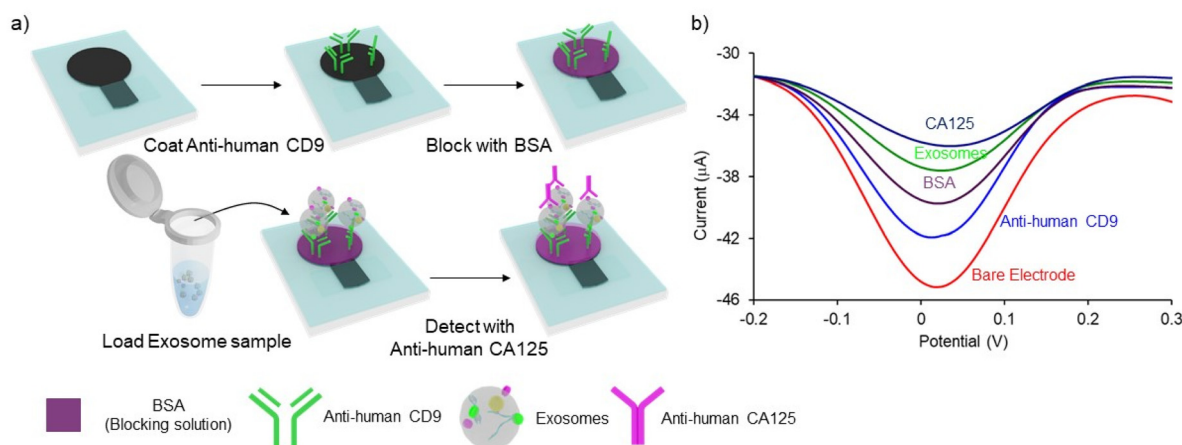 a)
Coat Anti-human CD9
Block with BSA
Load Exosome sample
Detect with
Anti-human CA125
BSA
(Blocking solution)
Anti-human
CD9
Exosomes
Anti-human CA125
b)
-30
-34
-38
-42
-46
Current (µA)
CA125
Exosomes
BSA
Anti-human CD9
Bare Electrode
-0.2
-0.1
0
0.1
0.2
0.3
Potential (V)